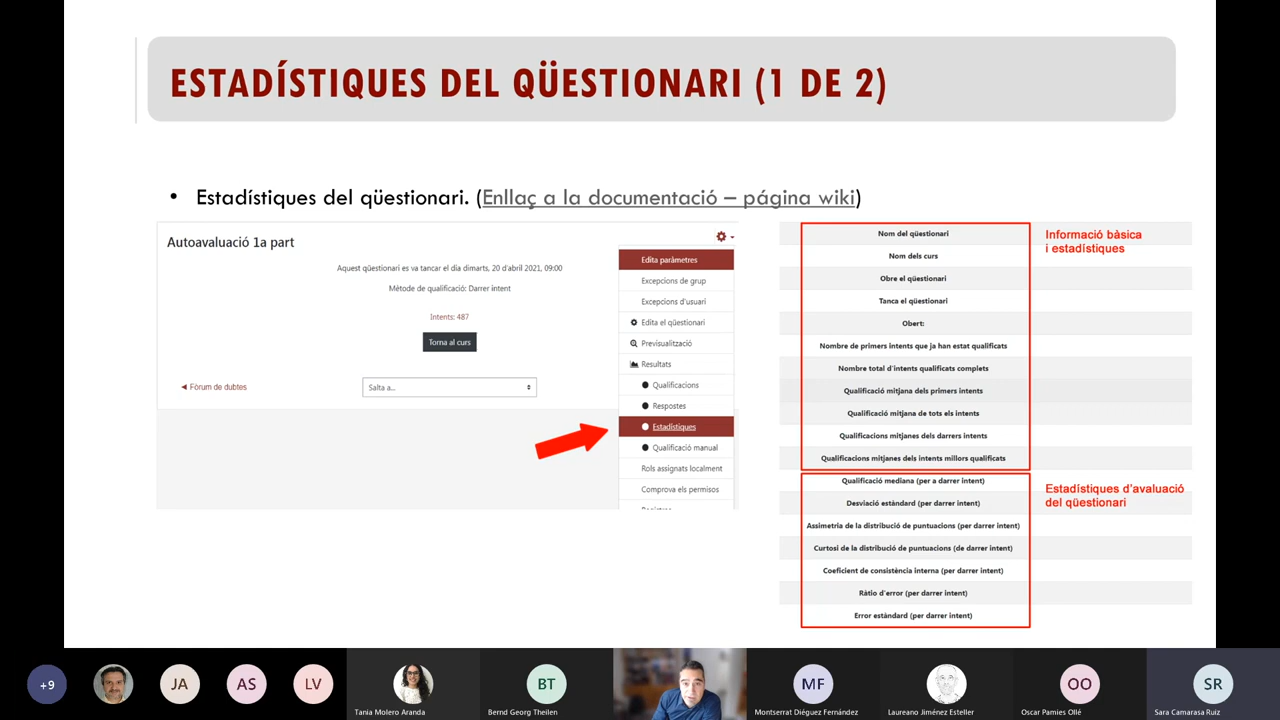 ESTADÍSTIQUES DEL QÜESTIONARI (1 DE 2)
• Estadístiques del qüestionari. (Enllaç a la documentació – página wiki)
Autoavaluació 1a part
Aquest qüestionari es va tancar el dia dimarts, 20 d'abril 2021, 09:00
Mètode de qualificació: Darrer intent
Intents: 487
Torna al curs
◄ Fòrum de dubtes
Salta a...
Edita paràmetres
Excepcions de grup
Excepcions d'usuari
Edita el qüestionari
Previsualització
Resultats
Qualificacions
Respostes
Estadístiques
Qualificació manual
Rols assignats localment
Comprova els permisos
Nom del qüestionari
Nom dels curs
Obre el qüestionari
Tanca el qüestionari
Obert:
Nombre de primers intents que ja han estat qualificats
Nombre total d'intents qualificats complets
Qualificació mitjana dels primers intents
Qualificació mitjana de tots els intents
Qualificacions mitjanes dels darrers intents
Qualificacions mitjanes dels intents millors qualificats
Informació bàsica
i estadístiques
Qualificació mediana (per a darrer intent)
Desviació estàndard (per darrer intent)
Assimetria de la distribució de puntuacions (per darrer intent)
Curtosi de la distribució de puntuacions (de darrer intent)
Coeficient de consistència interna (per darrer intent)
Ràtio d'error (per darrer intent)
Error estàndard (per darrer intent)
Estadístiques d'avaluació
del qüestionari
+9
JA
AS
LV
Tania Molero Aranda
BT
Bernd Georg Theilen
MF
Montserrat Diéguez Fernández
Laureano Jiménez Esteller
OO
Oscar Pamies Ollé
SR
Sara Camarasa Ruiz